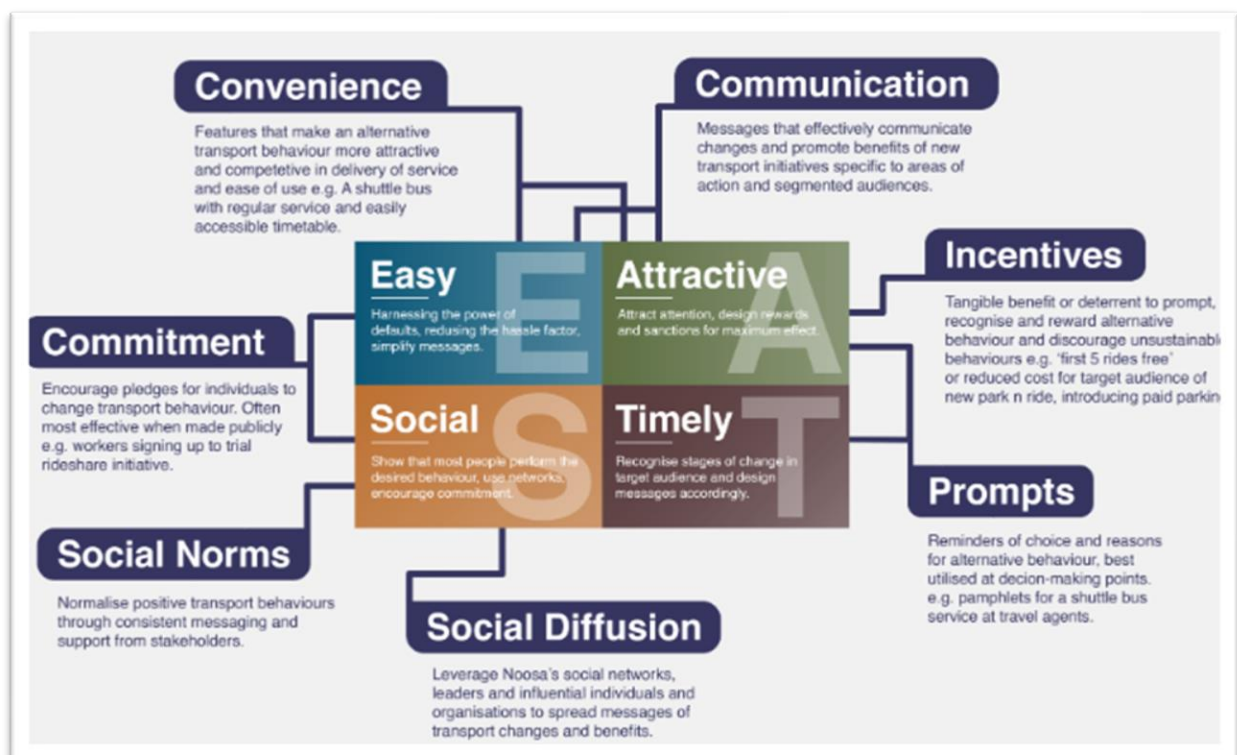 Convenience
Features that make an alternative
transport behaviour more attractive
and competetive in delivery of service
and ease of use e.g. A shuttle bus
with regular service and easily
accessible timetable.
Communication
Messages that effectively communicate
changes and promote benefits of new
transport initiatives specific to areas of
action and segmented audiences.
Easy
Harnessing the power of
defaults, redusing the hassle factor,
simplify messages.
E
Attractive
Attract attention, design rewards
and sanctions for maximum effect.
A
Incentives
Tangible benefit or deterrent to prompt,
recognise and reward alternative
behaviour and discourage unsustainabl
behaviours e.g. ‘first 5 rides free’
or reduced cost for target audience of
new park n ride, introducing paid parkin
Commitment
Encourage pledges for individuals to
change transport behaviour. Often
most effective when made publicly
e.g. workers signing up to trial
rideshare initiative.
Social
Show that most people perform the
desired behaviour, use networks,
encourage commitment.
S
Timely
Recognise stages of change in
target audience and design
messages accordingly.
T
Prompts
Reminders of choice and reasons
for alternative behaviour, best
utilised at decion-making points.
e.g. pamphlets for a shuttle bus
service at travel agents.
Social Norms
Normalise positive transport behaviours
through consistent messaging and
support from stakeholders.
Social Diffusion
Leverage Noosa's social networks,
leaders and influential individuals and
organisations to spread messages of
transport changes and benefits.